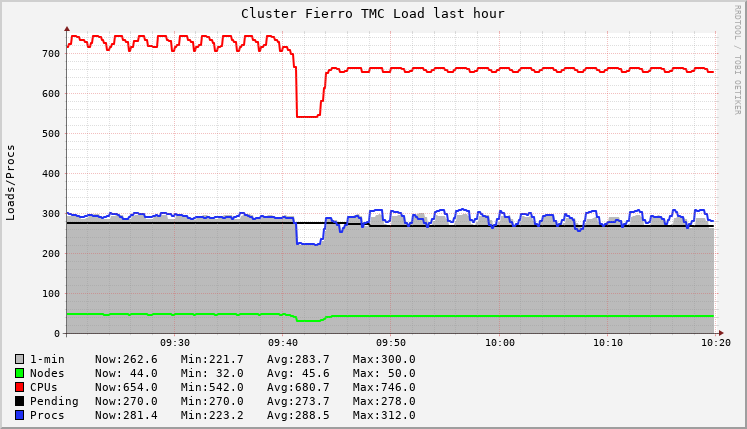 Cluster Fierro TMC Load last hour
RRDTOOL / TOBI OETIKER
Loads/Procs
700
600
500
400
300
200
100
0
09:30 09:40 09:50 10:00 10:10 10:20
1-min Now:262.6 Min:221.7 Avg:283.7 Max:300.0
Nodes Now: 44.0 Min: 32.0 Avg: 45.6 Max: 50.0
CPUs Now:654.0 Min:542.0 Avg:680.7 Max:746.0
Pending Now:270.0 Min:270.0 Avg:273.7 Max:278.0
Procs Now:281.4 Min:223.2 Avg:288.5 Max:312.0